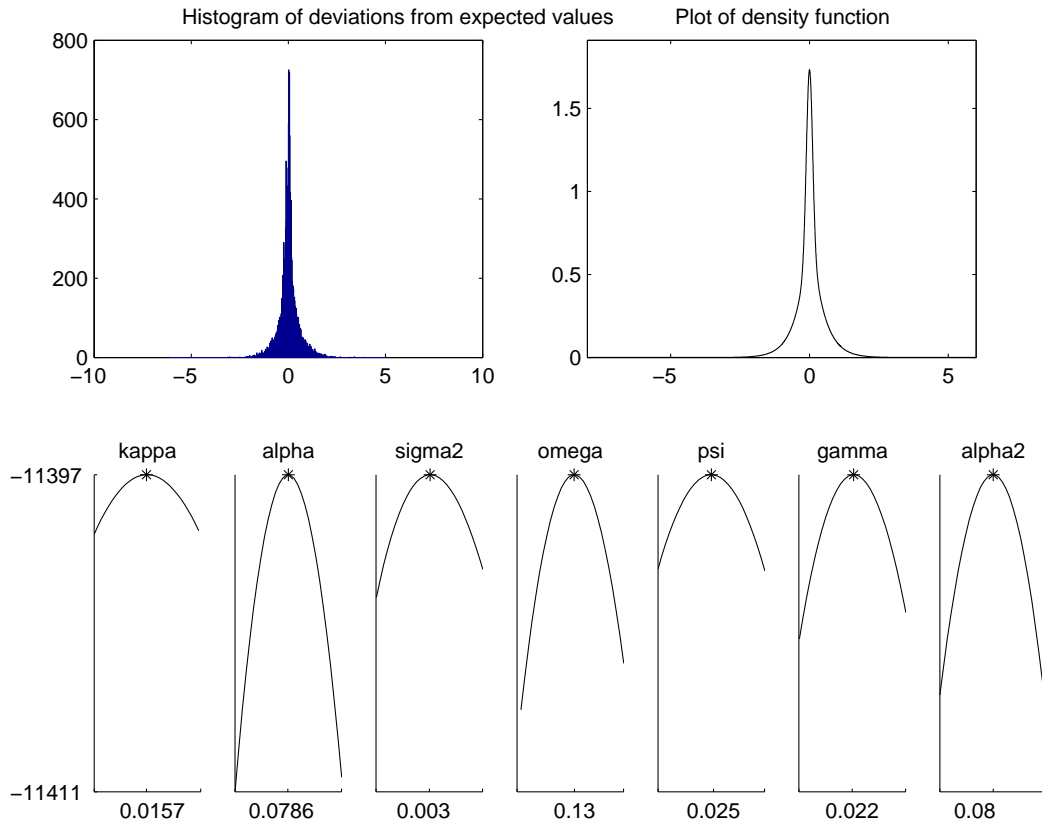 Histogram of deviations from expected values
800
600
400
200
0
−10 −5 0 5 10
Plot of density function
1.5
1
0.5
0
−5 0 5
kappa alpha sigma2 omega psi gamma alpha2
−11397
−11411
0.0157 0.0786 0.003 0.13 0.025 0.022 0.08